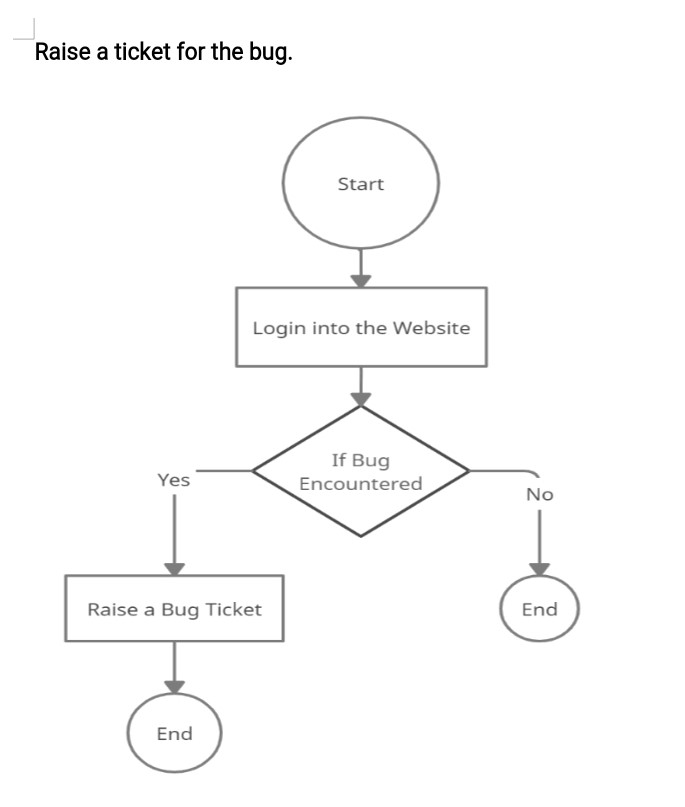 Raise a ticket for the bug.
Start
Login into the Website
If Bug
Encountered
Yes
No
Raise a Bug Ticket
End
End